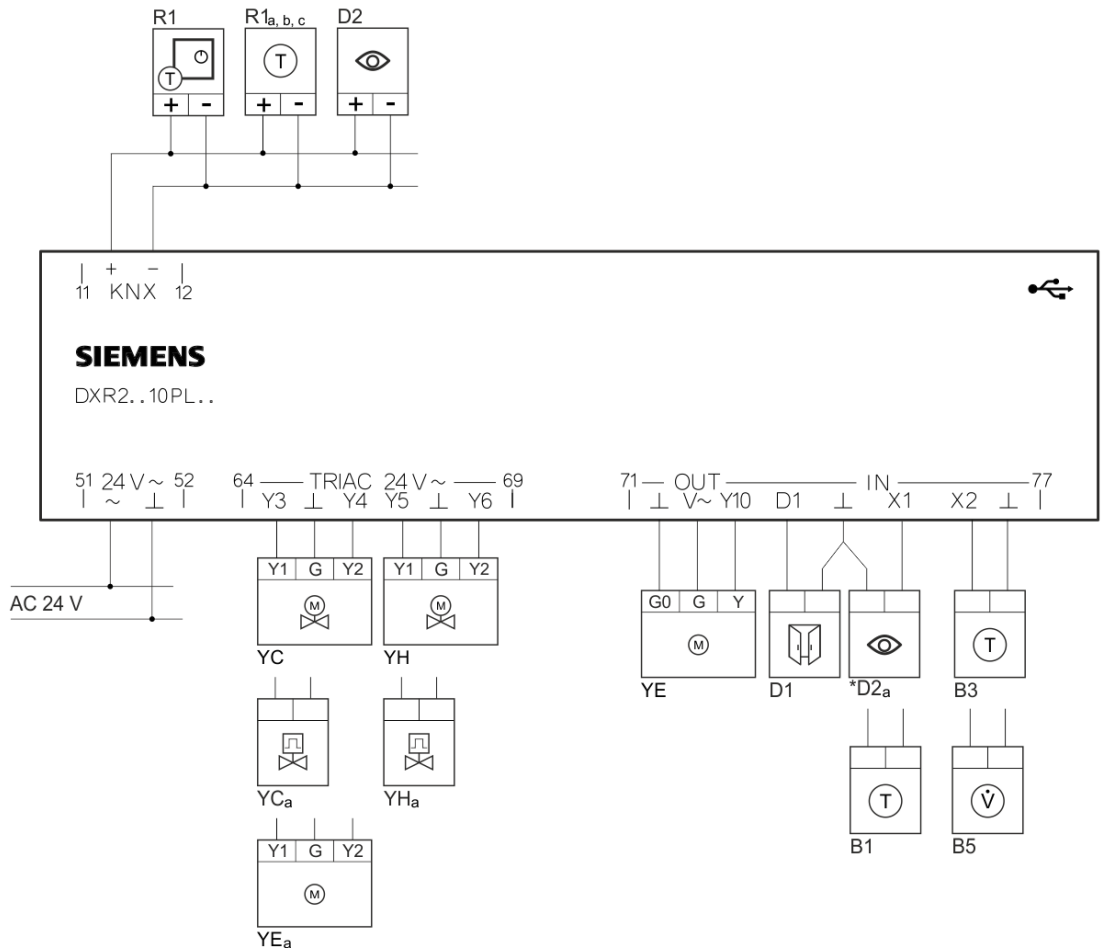 R1 R1a, b, c D2
T T
+ - + - + -
+ −
11 KNX 12
SIEMENS
DXR2..10PL..
51 24 V ~ 52 64 TRIAC 24 V ~ 69 71 OUT IN 77
~ ⊥ Y3 ⊥ Y4 Y5 ⊥ Y6 ⊥ V~ Y10 D1 ⊥ X1 X2 ⊥
AC 24 V
Y1 G Y2 Y1 G Y2 G0 G Y
M M M T
YC YH YE D1 *D2a B3
T V̇
YCa YHa B1 B5
Y1 G Y2
M
YEa